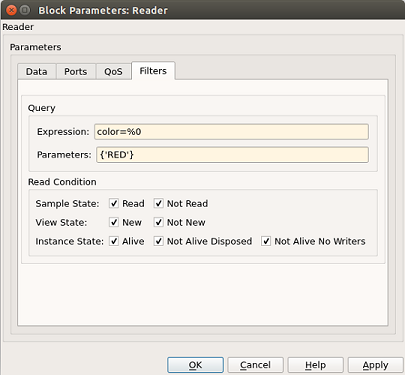 Block Parameters: Reader
Reader
Parameters
Data Ports QoS Filters
Query
Expression: color=%0
Parameters: {'RED'}
Read Condition
Sample State: Read Not Read
View State: New Not New
Instance State: Alive Not Alive Disposed Not Alive No Writers
OK Cancel Help Apply